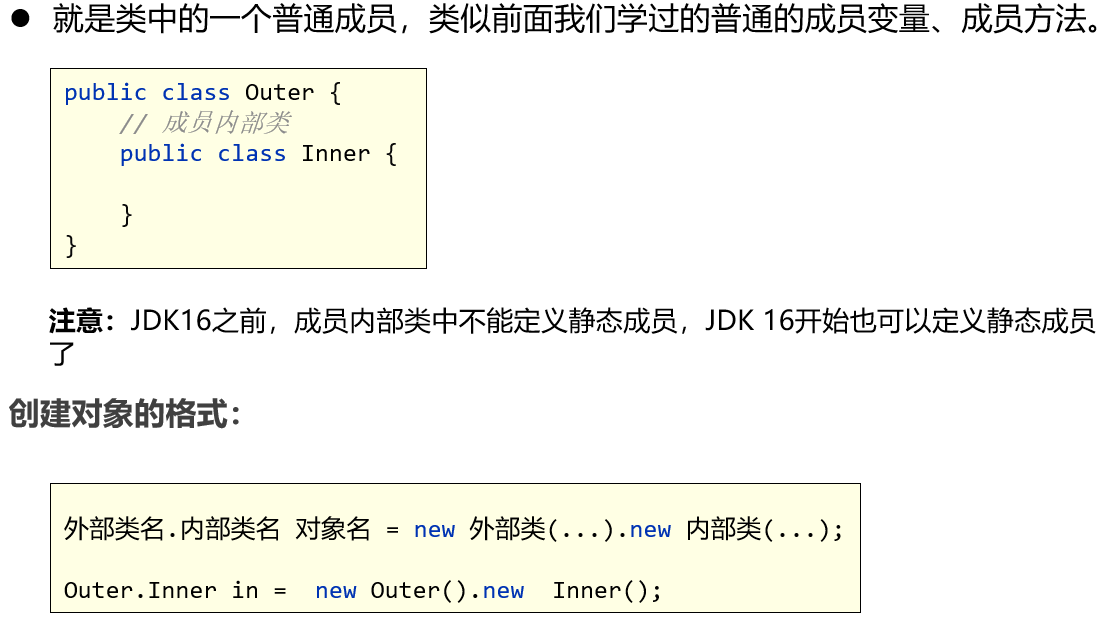 ● 就是类中的一个普通成员，类似前面我们学过的普通的成员变量、成员方法。
public class Outer {
    // 成员内部类
    public class Inner {
    }
}
注意：JDK16之前，成员内部类中不能定义静态成员，JDK 16开始也可以定义静态成员
了
创建对象的格式：
外部类名.内部类名 对象名 = new 外部类(...).new 内部类(...);
Outer.Inner in =  new Outer().new  Inner();